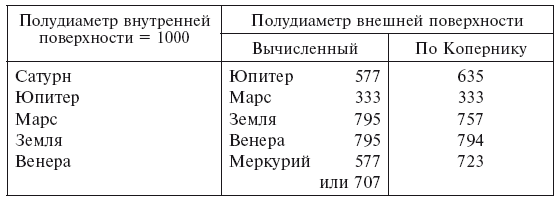 Полудиаметр внутренней поверхности = 1000
Полудиаметр внешней поверхности
Вычисленный По Копернику
Сатурн Юпитер 577 635
Юпитер Марс 333 333
Марс Земля 795 757
Земля Венера 795 794
Венера Меркурий 577 723
или 707